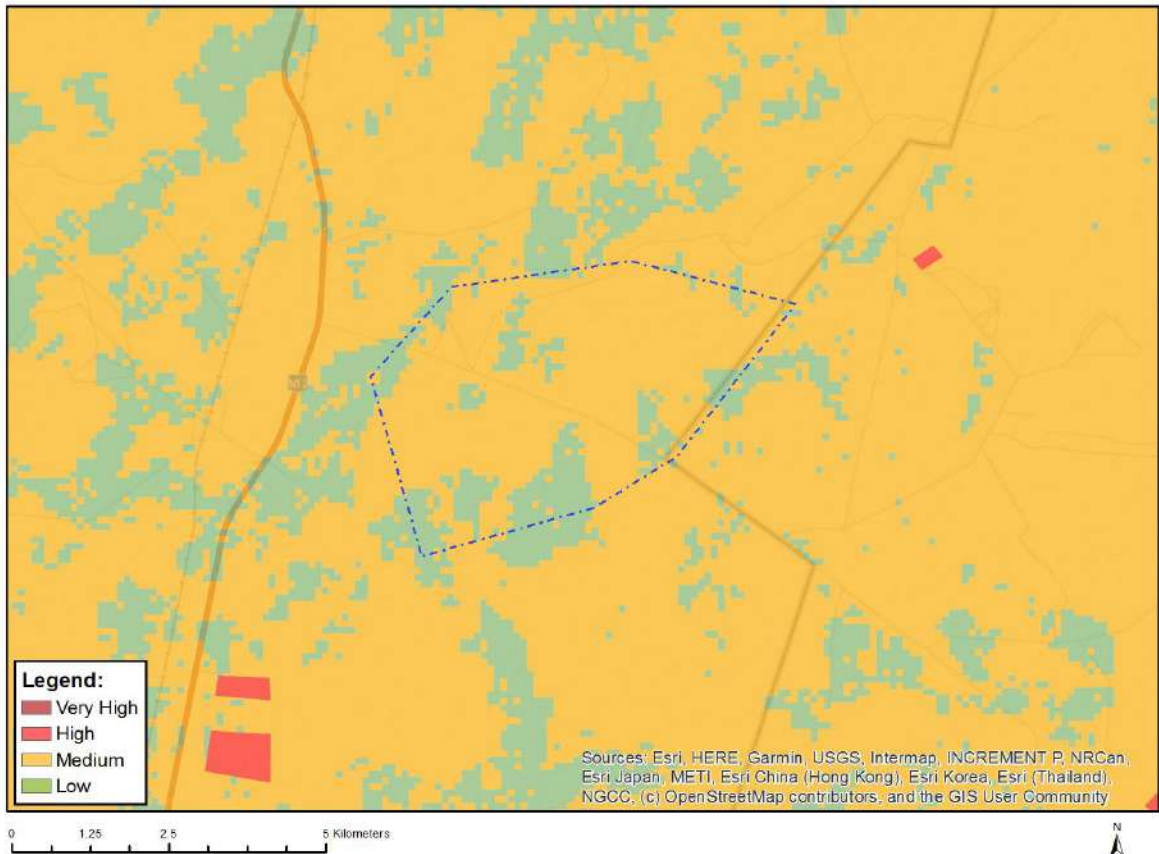 Legend:
Very High
High
Medium
Low
Sources: Esri, HERE, Garmin, USGS, Intermap, INCREMENT P, NRCan,
Esri Japan, METI, Esri China (Hong Kong), Esri Korea, Esri (Thailand),
NGCC, (c) OpenStreetMap contributors, and the GIS User Community
0 1.25 2.5 5 Kilometers
N